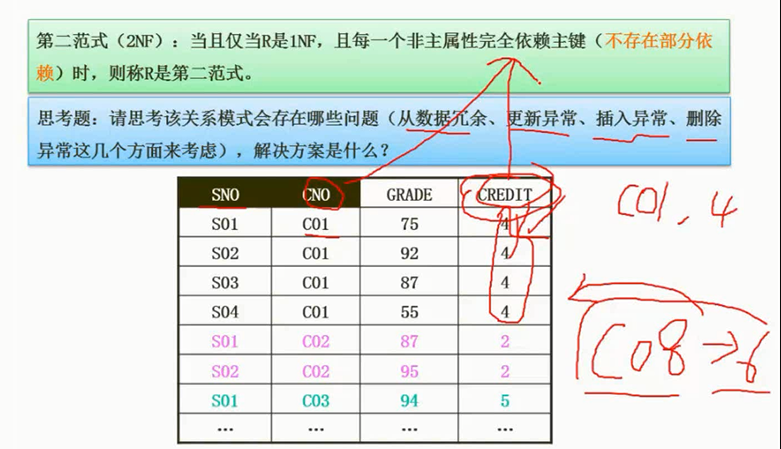 第二范式（2NF）：当且仅当R是1NF，且每一个非主属性完全依赖主键（不存在部分依
赖）时，则称R是第二范式。
思考题：请思考该关系模式会存在哪些问题（从数据冗余、更新异常、插入异常、删除
异常这几个方面来考虑），解决方案是什么？
SNO CNO GRADE CREDIT
S01 C01 75 4
S02 C01 92 4
S03 C01 87 4
S04 C01 55 4
S01 C02 87 2
S02 C02 95 2
S01 C03 94 5
… … … …
C01, 4
C08→6